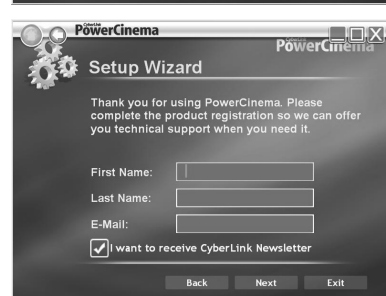 CyberLink
PowerCinema
CyberLink
PowerCinema
Setup Wizard
Thank you for using PowerCinema. Please
complete the product registration so we can offer
you technical support when you need it.
First Name:
Last Name:
E-Mail:
I want to receive CyberLink Newsletter
Back Next Exit